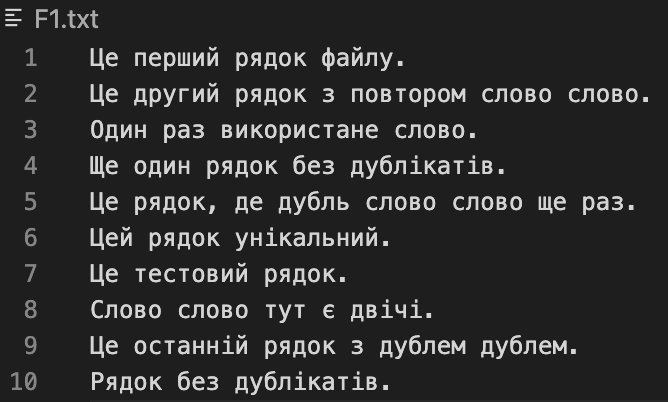 F1.txt
1 Це перший рядок файлу.
2 Це другий рядок з повтором слово слово.
3 Один раз використане слово.
4 Ще один рядок без дублікатів.
5 Це рядок, де дубль слово слово ще раз.
6 Цей рядок унікальний.
7 Це тестовий рядок.
8 Слово слово тут є двічі.
9 Це останній рядок з дублем дублем.
10 Рядок без дублікатів.